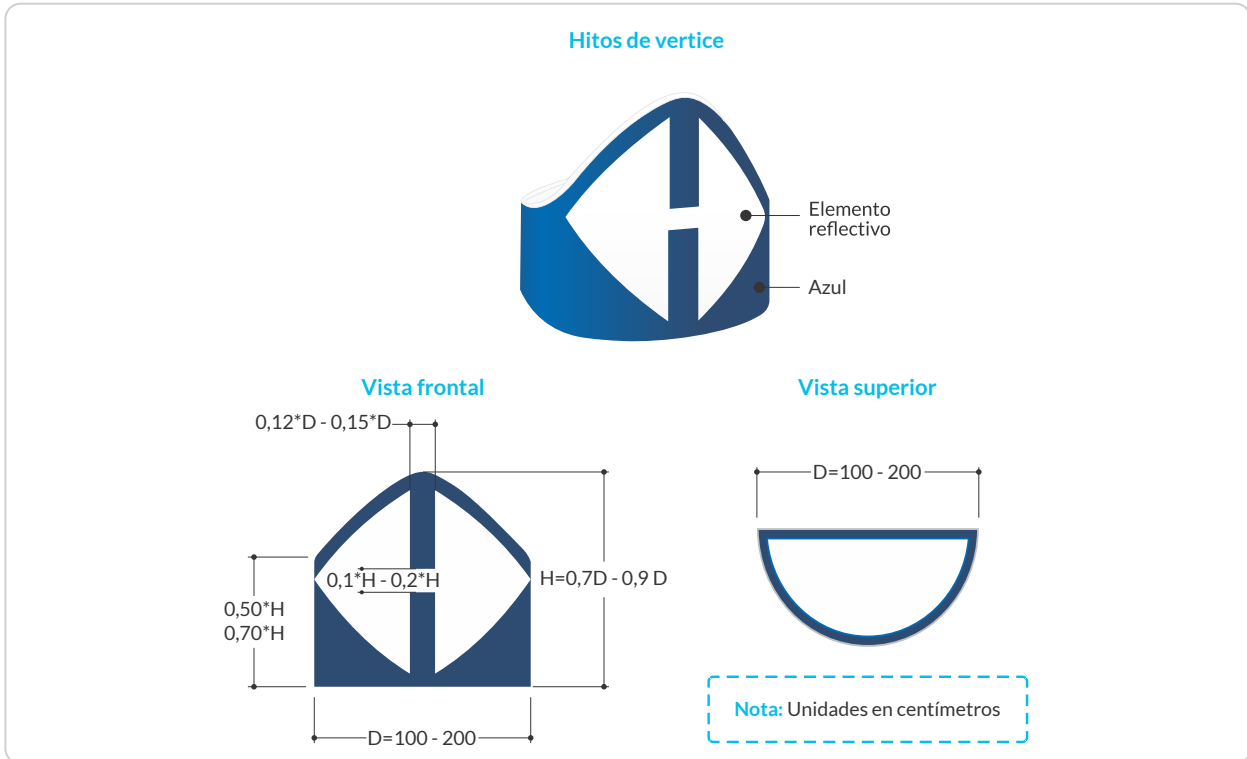 Hitos de vertice
Elemento
reflectivo
Azul
Vista frontal
Vista superior
0,12*D - 0,15*D
D=100 - 200
0,1*H - 0,2*H
H=0,7D - 0,9 D
0,50*H
0,70*H
Nota: Unidades en centímetros
D=100 - 200